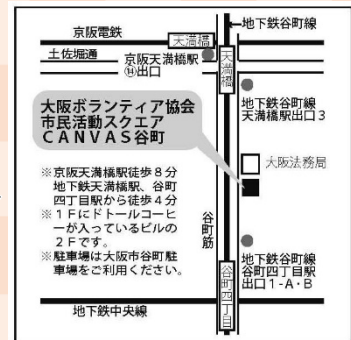 地下鉄谷町線
京阪電鉄
天満橋
土佐堀通
京阪天満橋駅
⑭出口
天満橋
地下鉄谷町線
天満橋駅出口3
大阪ボランティア協会
市民活動スクエア
CANVAS谷町
大阪法務局
※京阪天満橋駅徒歩8分
地下鉄天満橋駅、谷町
四丁目駅から徒歩4分
※1Fにドトールコーヒ
ーが入っているビルの
2Fです。
※駐車場は大阪市谷町駐
車場をご利用ください。
谷町筋
地下鉄谷町線
谷町四丁目駅
出口1-A・B
谷町四丁目
地下鉄中央線